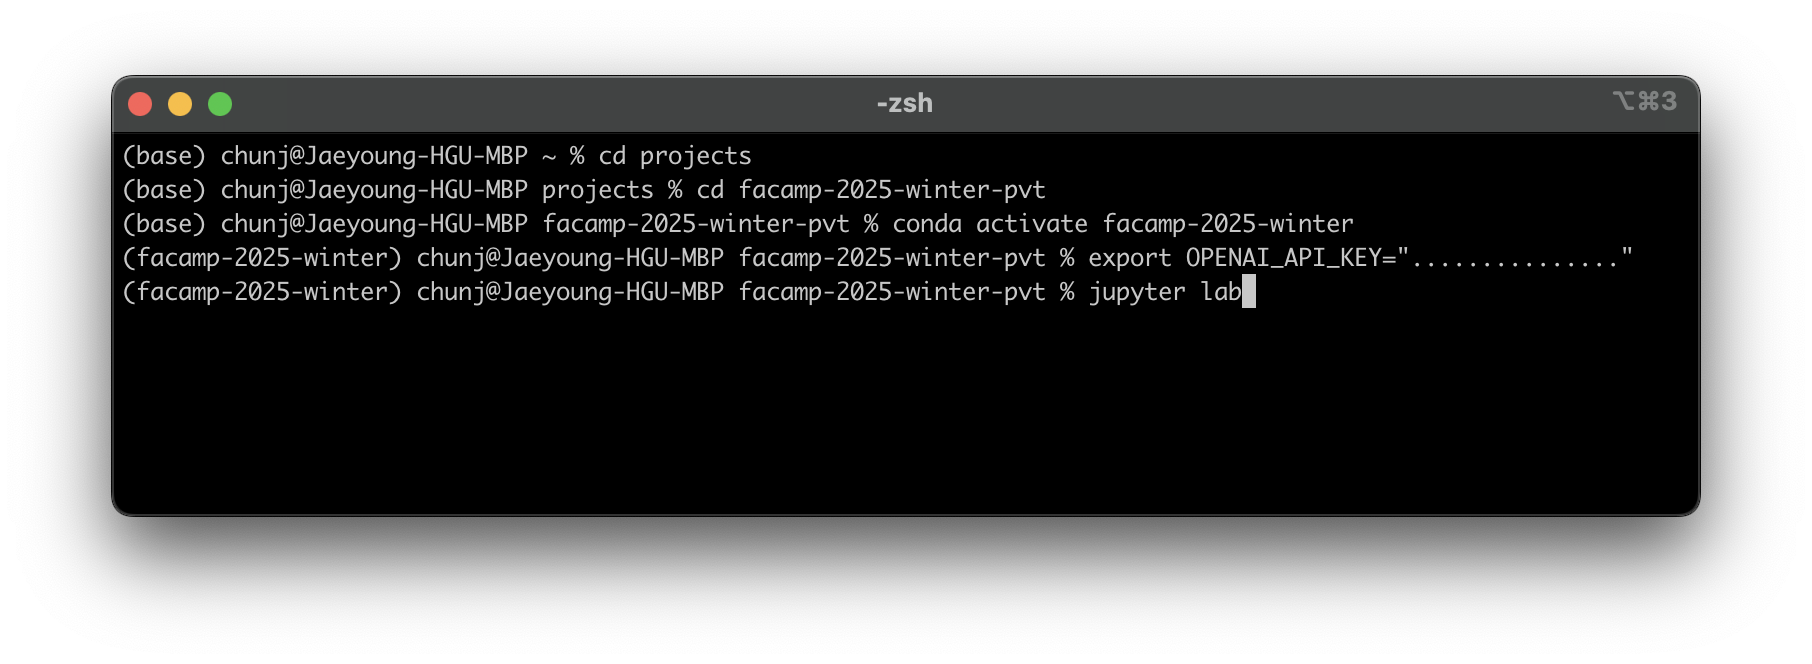 -zsh
⌥⌘3
(base) chunj@Jaeyoung-HGU-MBP ~ % cd projects
(base) chunj@Jaeyoung-HGU-MBP projects % cd facamp-2025-winter-pvt
(base) chunj@Jaeyoung-HGU-MBP facamp-2025-winter-pvt % conda activate facamp-2025-winter
(facamp-2025-winter) chunj@Jaeyoung-HGU-MBP facamp-2025-winter-pvt % export OPENAI_API_KEY="..............."
(facamp-2025-winter) chunj@Jaeyoung-HGU-MBP facamp-2025-winter-pvt % jupyter lab